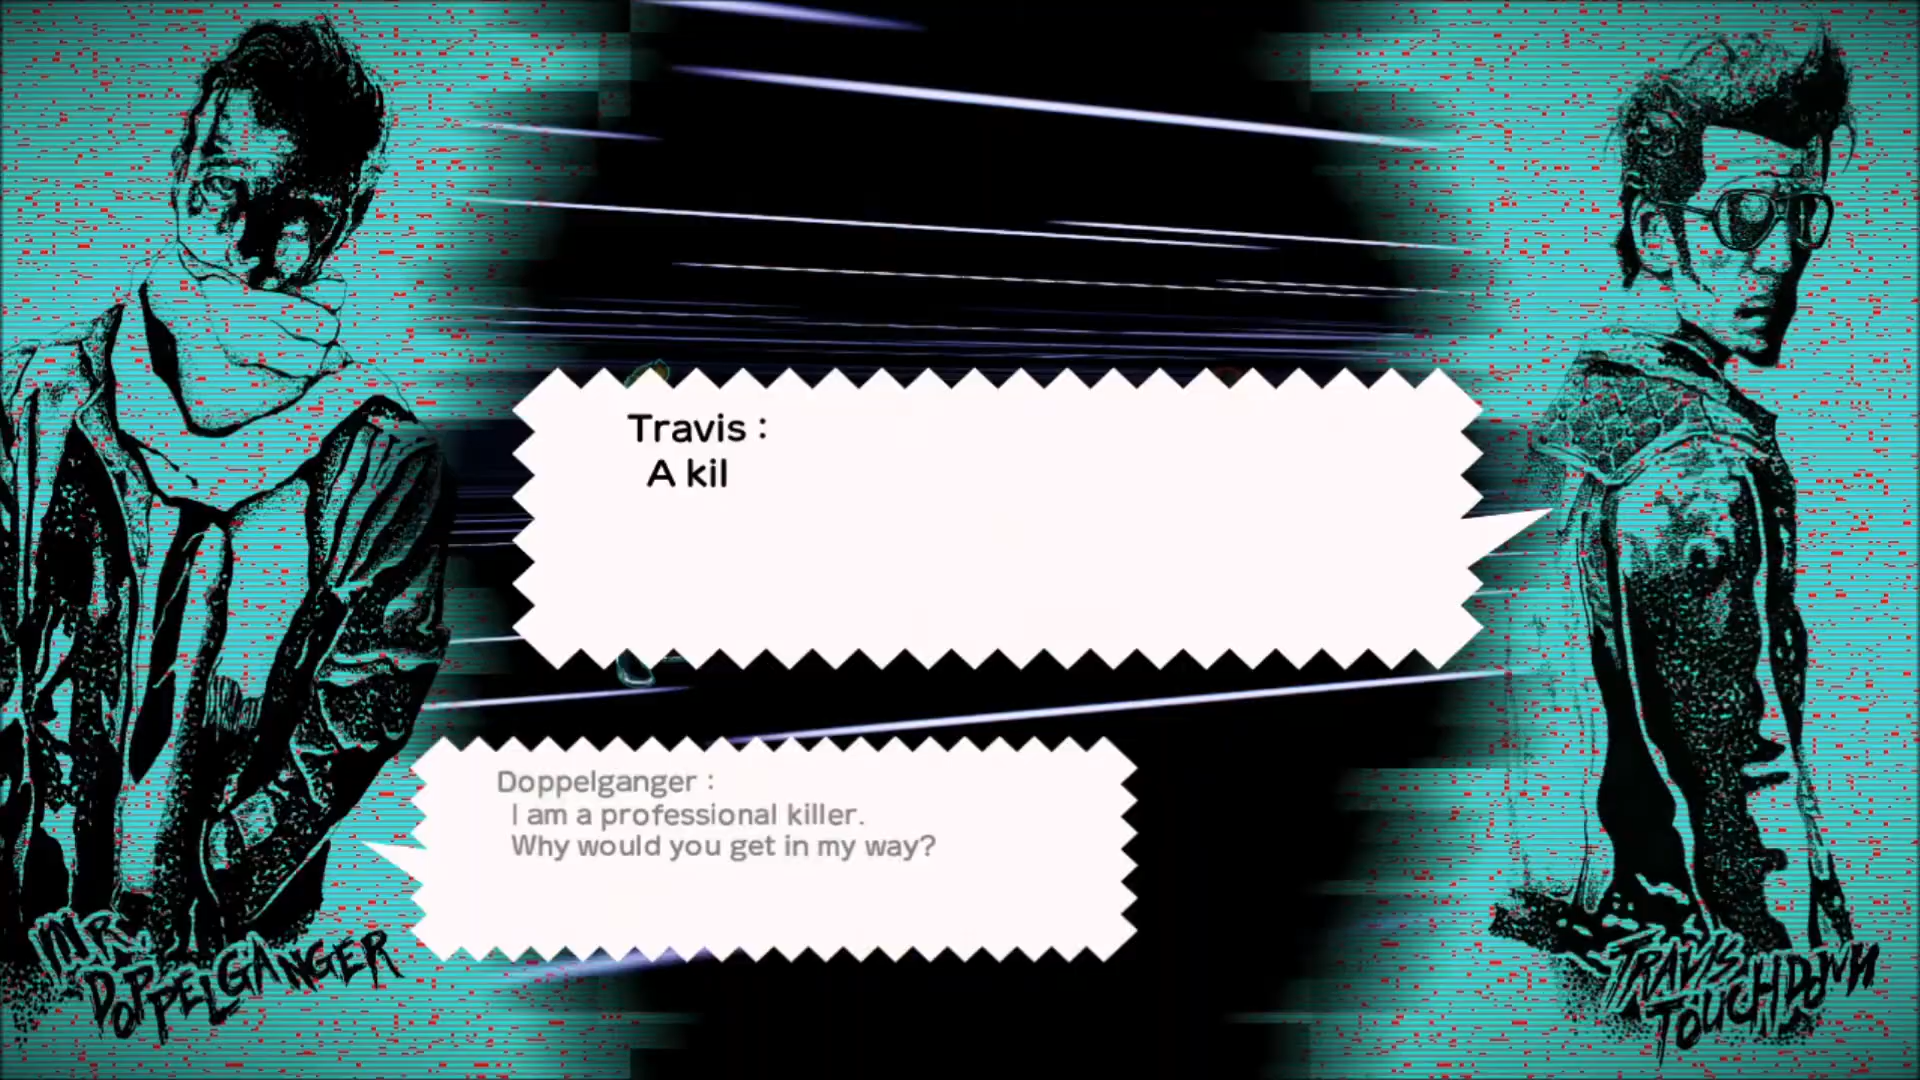 Travis :
A kil
Doppelganger :
I am a professional killer.
Why would you get in my way?
MR.
DOPPELGANGER
TRAVIS
TOUCHDOWN